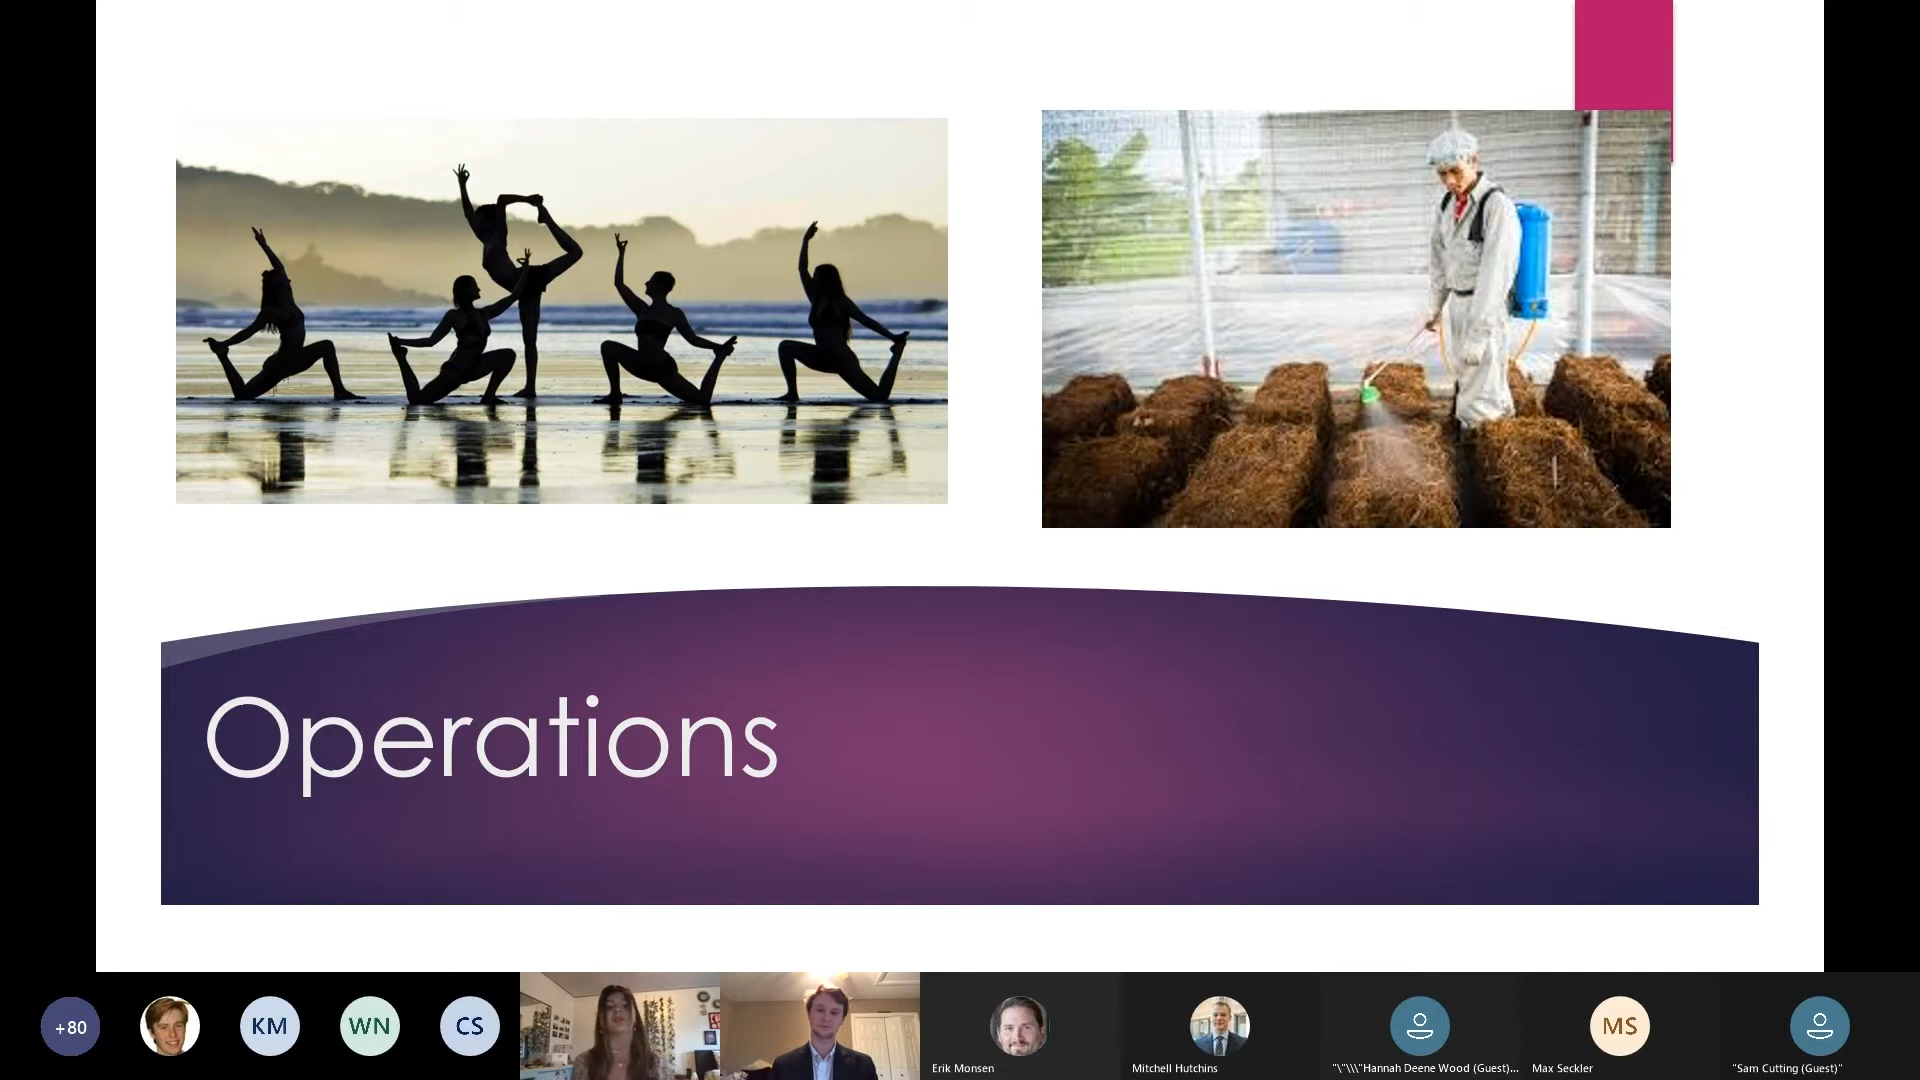 Operations
+80
KM
WN
CS
Erik Monsen
Mitchell Hutchins
"\"\\\"Hannah Deene Wood (Guest)...
MS
Max Seckler
"Sam Cutting (Guest)"